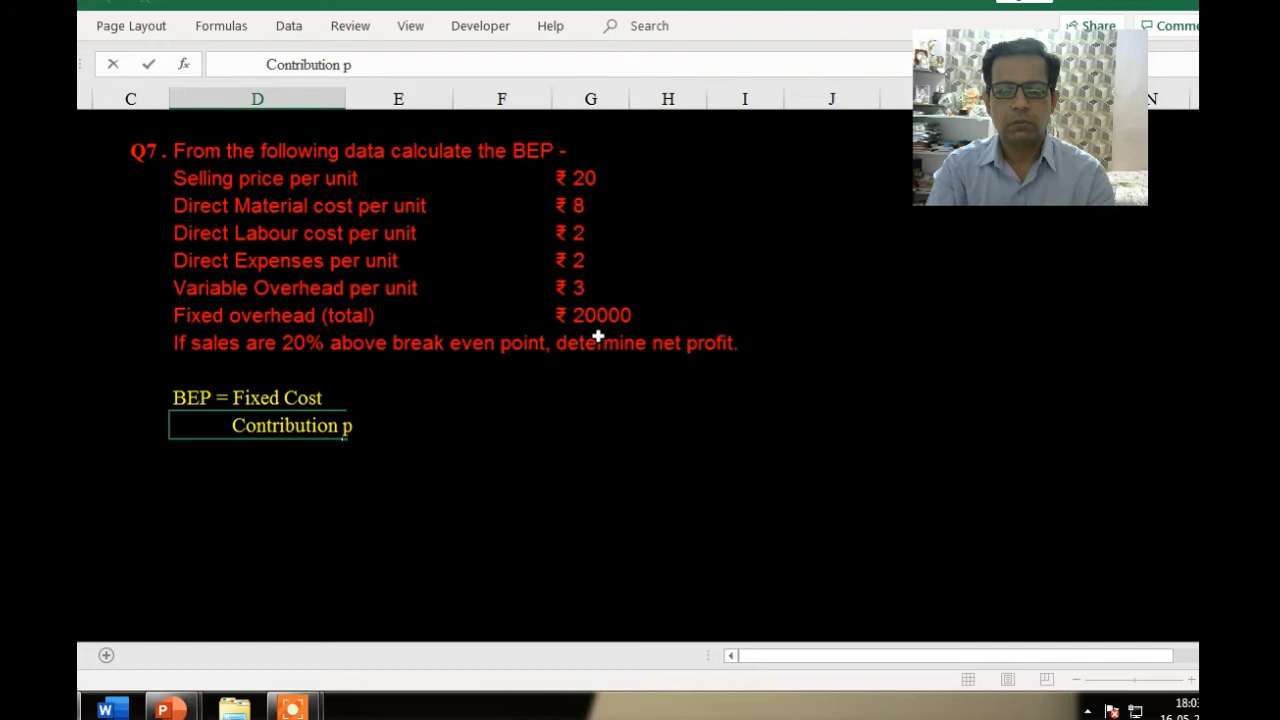 Page Layout Formulas Data Review View Developer Help Search Share Comme
Contribution p
C D E F G H I J N
Q7 . From the following data calculate the BEP -
Selling price per unit ₹ 20
Direct Material cost per unit ₹ 8
Direct Labour cost per unit ₹ 2
Direct Expenses per unit ₹ 2
Variable Overhead per unit ₹ 3
Fixed overhead (total) ₹ 20000
If sales are 20% above break even point, determine net profit.
BEP = Fixed Cost
Contribution p
18:03